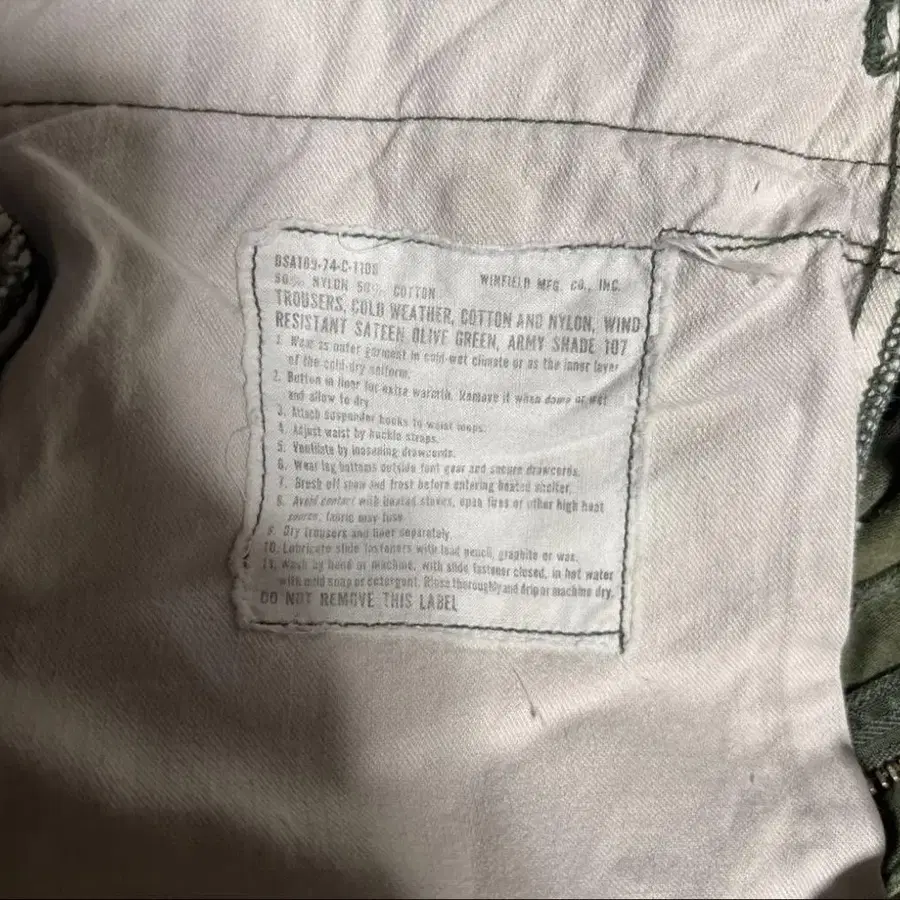 DSA109-74-C-1108
WINFIELD MFG. CO., INC.
50% NYLON 50% COTTON
TROUSERS, COLD WEATHER, COTTON AND NYLON, WIND
RESISTANT SATEEN OLIVE GREEN, ARMY SHADE 107
1. Wear as outer garment in cold-wet climate or as the inner layer
of the cold-dry uniform.
2. Button in liner for extra warmth. Remove it when damp or wet
and allow to dry.
3. Attach suspender hooks to waist loops.
4. Adjust waist by buckle straps.
5. Ventilate by loosening drawcords.
6. Wear leg bottoms outside foot gear and secure drawcords.
7. Brush off snow and frost before entering heated shelter.
8. Avoid contact with heated stoves, open fires or other high heat
source, fabric may fuse.
9. Dry trousers and liner separately.
10. Lubricate slide fasteners with lead pencil, graphite or wax.
11. Wash by hand or machine, with slide fastener closed, in hot water
with mild soap or detergent. Rinse thoroughly and drip or machine dry.
DO NOT REMOVE THIS LABEL